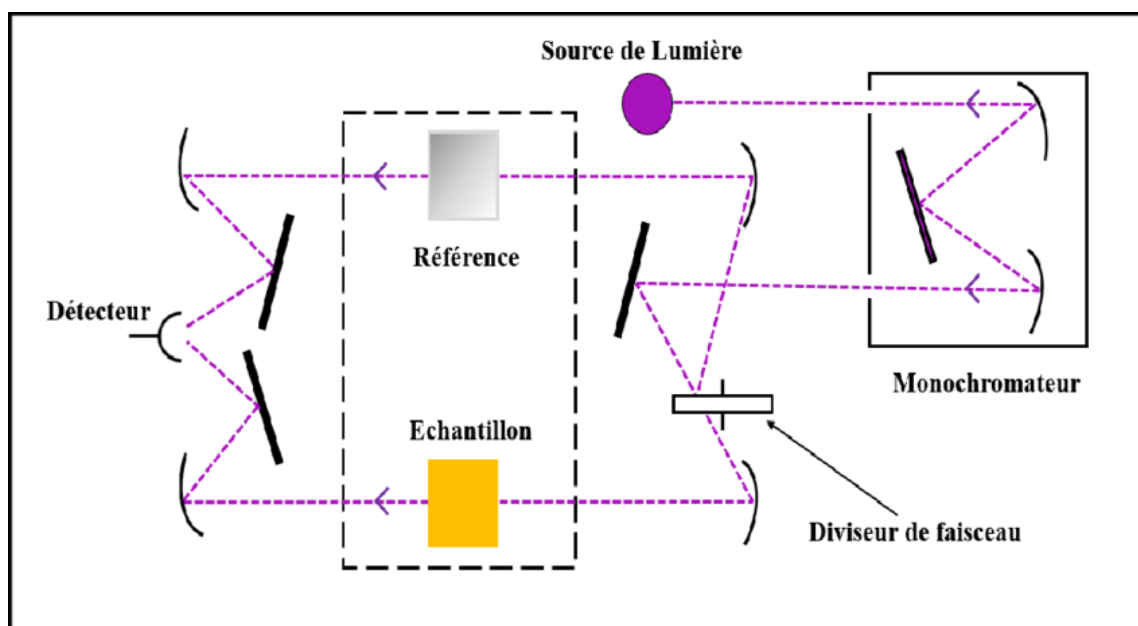 Source de Lumière
Référence
Détecteur
Monochromateur
Echantillon
Diviseur de faisceau